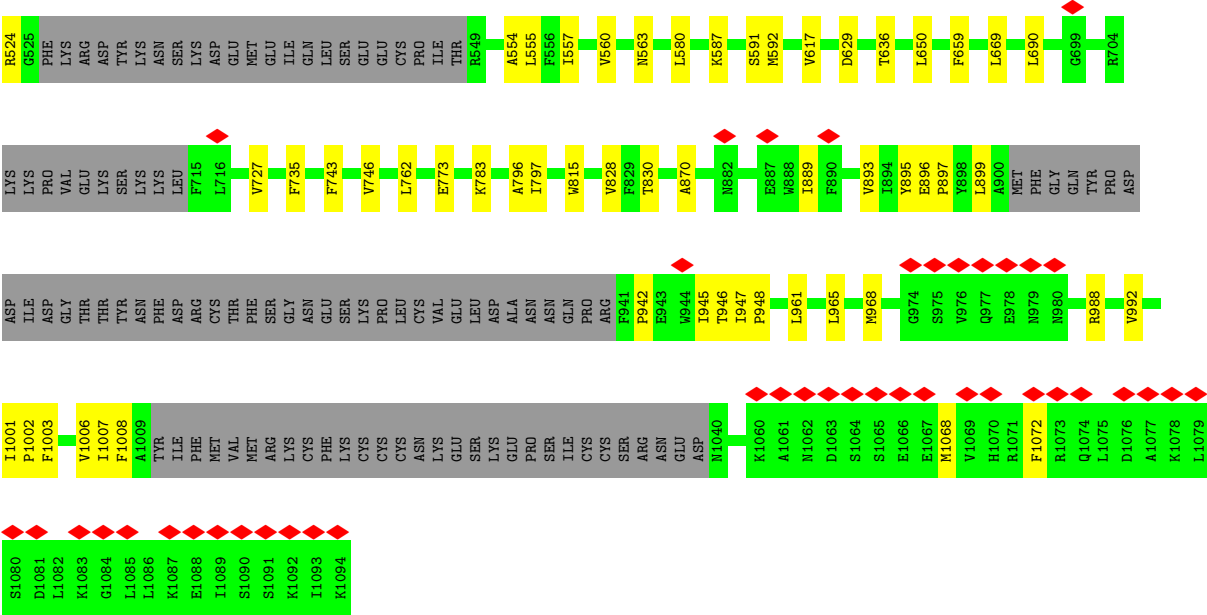 R524 G525 PHE LYS ARG ASP TYR LYS ASN SER LYS ASP GLU MET GLU ILE GLN LEU SER GLU GLU CYS PRO ILE THR R549 A554 L555 F556 I557 V560 N563 L580 K587 S591 M592 V617 D629 T636 L650 F659 L669 L690 G699 R704
LYS LYS PRO VAL GLU LYS SER LYS LYS LEU F715 L716 V727 F735 F743 V746 L762 E773 K783 A796 I797 W815 V828 F829 T830 A870 N882 E887 W888 I889 F890 V893 I894 Y895 E896 P897 Y898 L899 A900 MET PHE GLY GLN TYR PRO ASP
ASP ILE ASP GLY THR THR TYR ASN PHE ASP ARG CYS THR PHE SER GLY ASN GLU SER LYS PRO LEU CYS VAL GLU LEU ASP ALA ASN ASN GLN PRO ARG F941 P942 E943 W944 I945 T946 I947 P948 L961 L965 M968 G974 S975 V976 Q977 E978 N979 N980 R988 V992
I1001 P1002 F1003 V1006 I1007 F1008 A1009 TYR ILE PHE MET VAL MET ARG LYS CYS PHE LYS CYS CYS CYS ASN LYS GLU SER LYS GLU PRO SER ILE CYS CYS SER ARG ASN GLU ASP N1040 K1060 A1061 N1062 D1063 S1064 S1065 E1066 E1067 M1068 V1069 H1070 R1071 F1072 R1073 Q1074 L1075 D1076 A1077 K1078 L1079
S1080 D1081 L1082 K1083 G1084 L1085 L1086 K1087 E1088 I1089 S1090 S1091 K1092 I1093 K1094